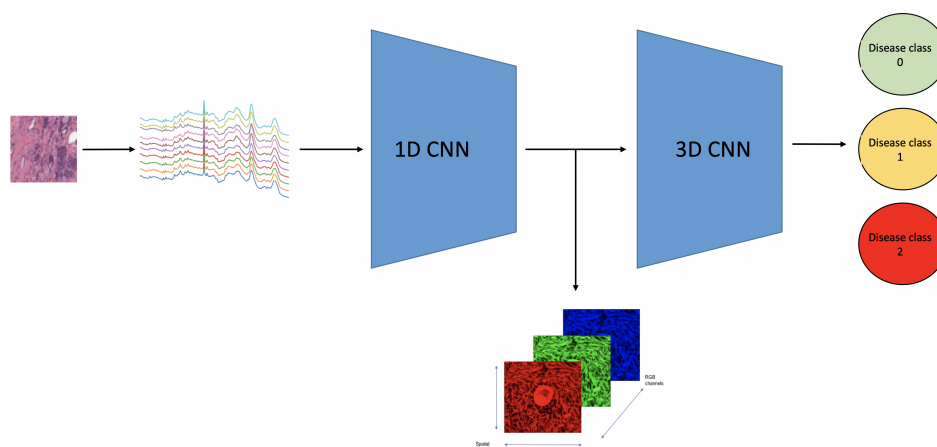 Disease class
0
1D CNN
3D CNN
Disease class
1
Disease class
2
RGB
channels
Spatial